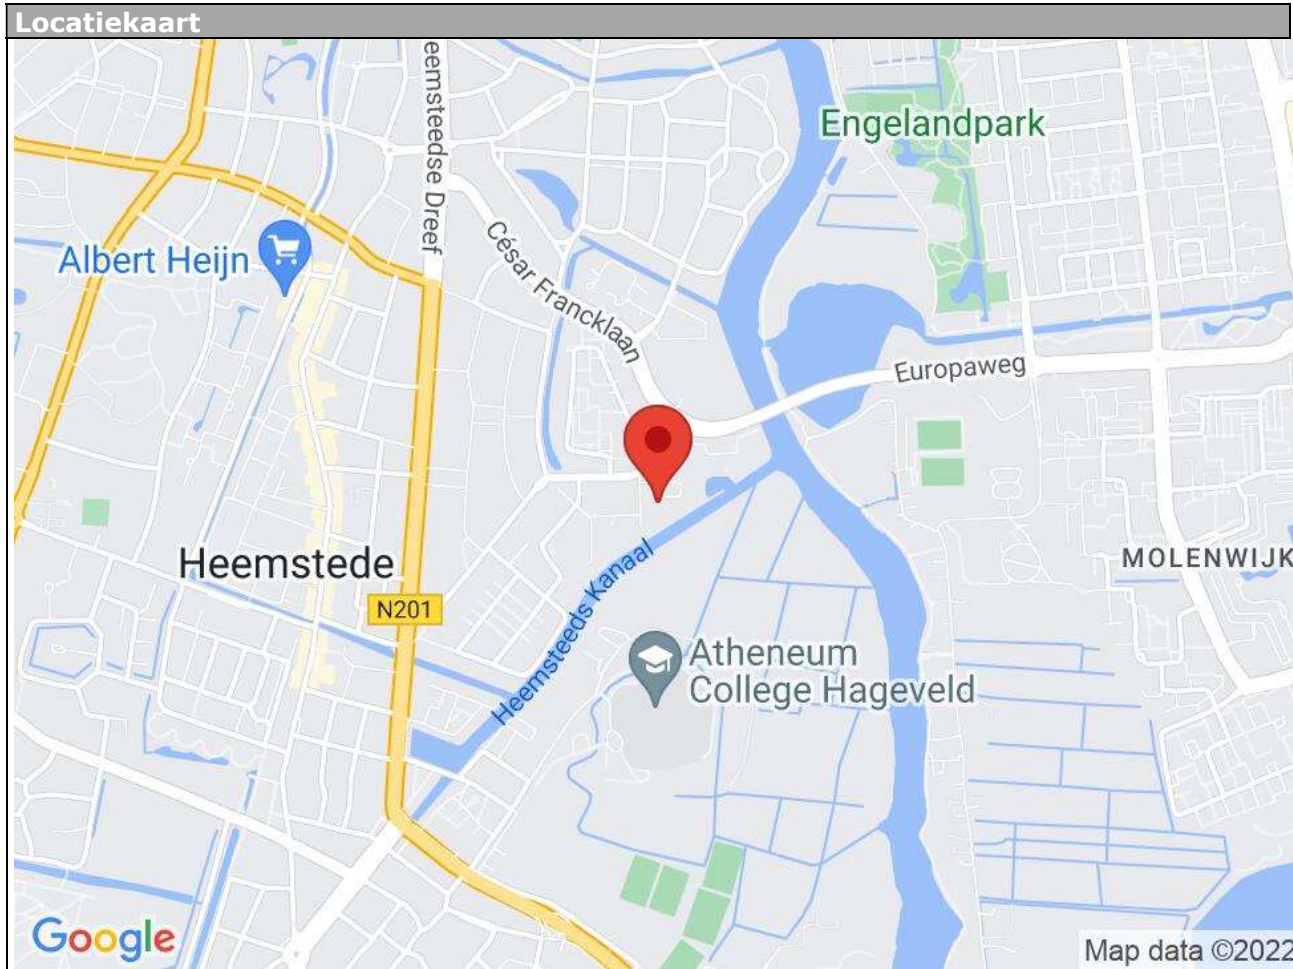 Locatiekaart
eemsteedse Dreef
Engelandpark
Albert Heijn
César Francklaan
Europaweg
Heemstede
N201
Heemsteeds Kanaal
MOLENWIJK
Atheneum
College Hageveld
Google
Map data ©2022